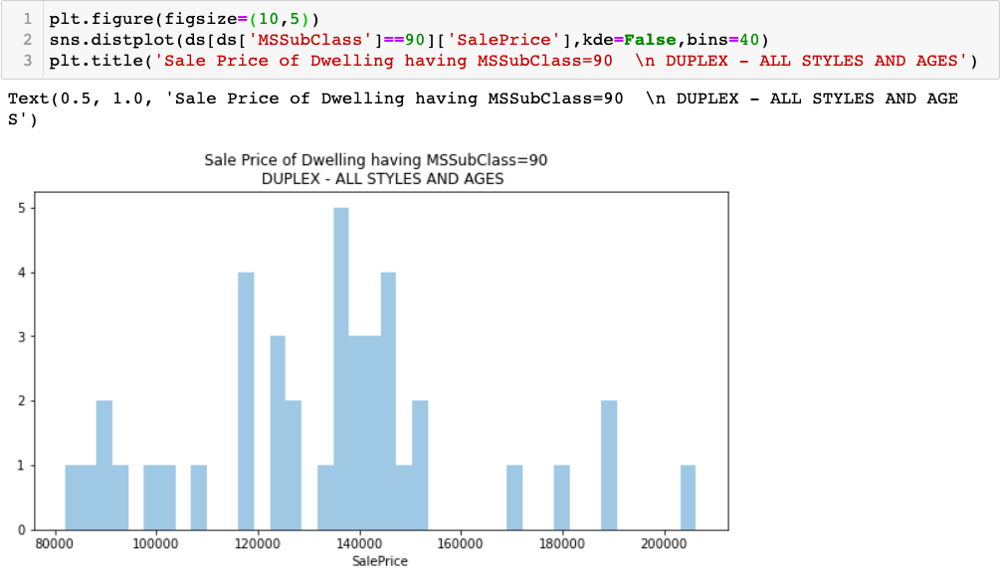 1 plt.figure(figsize=(10,5))
2 sns.distplot(ds[ds['MSSubClass']==90]['SalePrice'],kde=False,bins=40)
3 plt.title('Sale Price of Dwelling having MSSubClass=90  \n DUPLEX - ALL STYLES AND AGES')
Text(0.5, 1.0, 'Sale Price of Dwelling having MSSubClass=90  \n DUPLEX - ALL STYLES AND AGE
S')
Sale Price of Dwelling having MSSubClass=90
DUPLEX - ALL STYLES AND AGES
5
4
3
2
1
0
80000 100000 120000 140000 160000 180000 200000
SalePrice